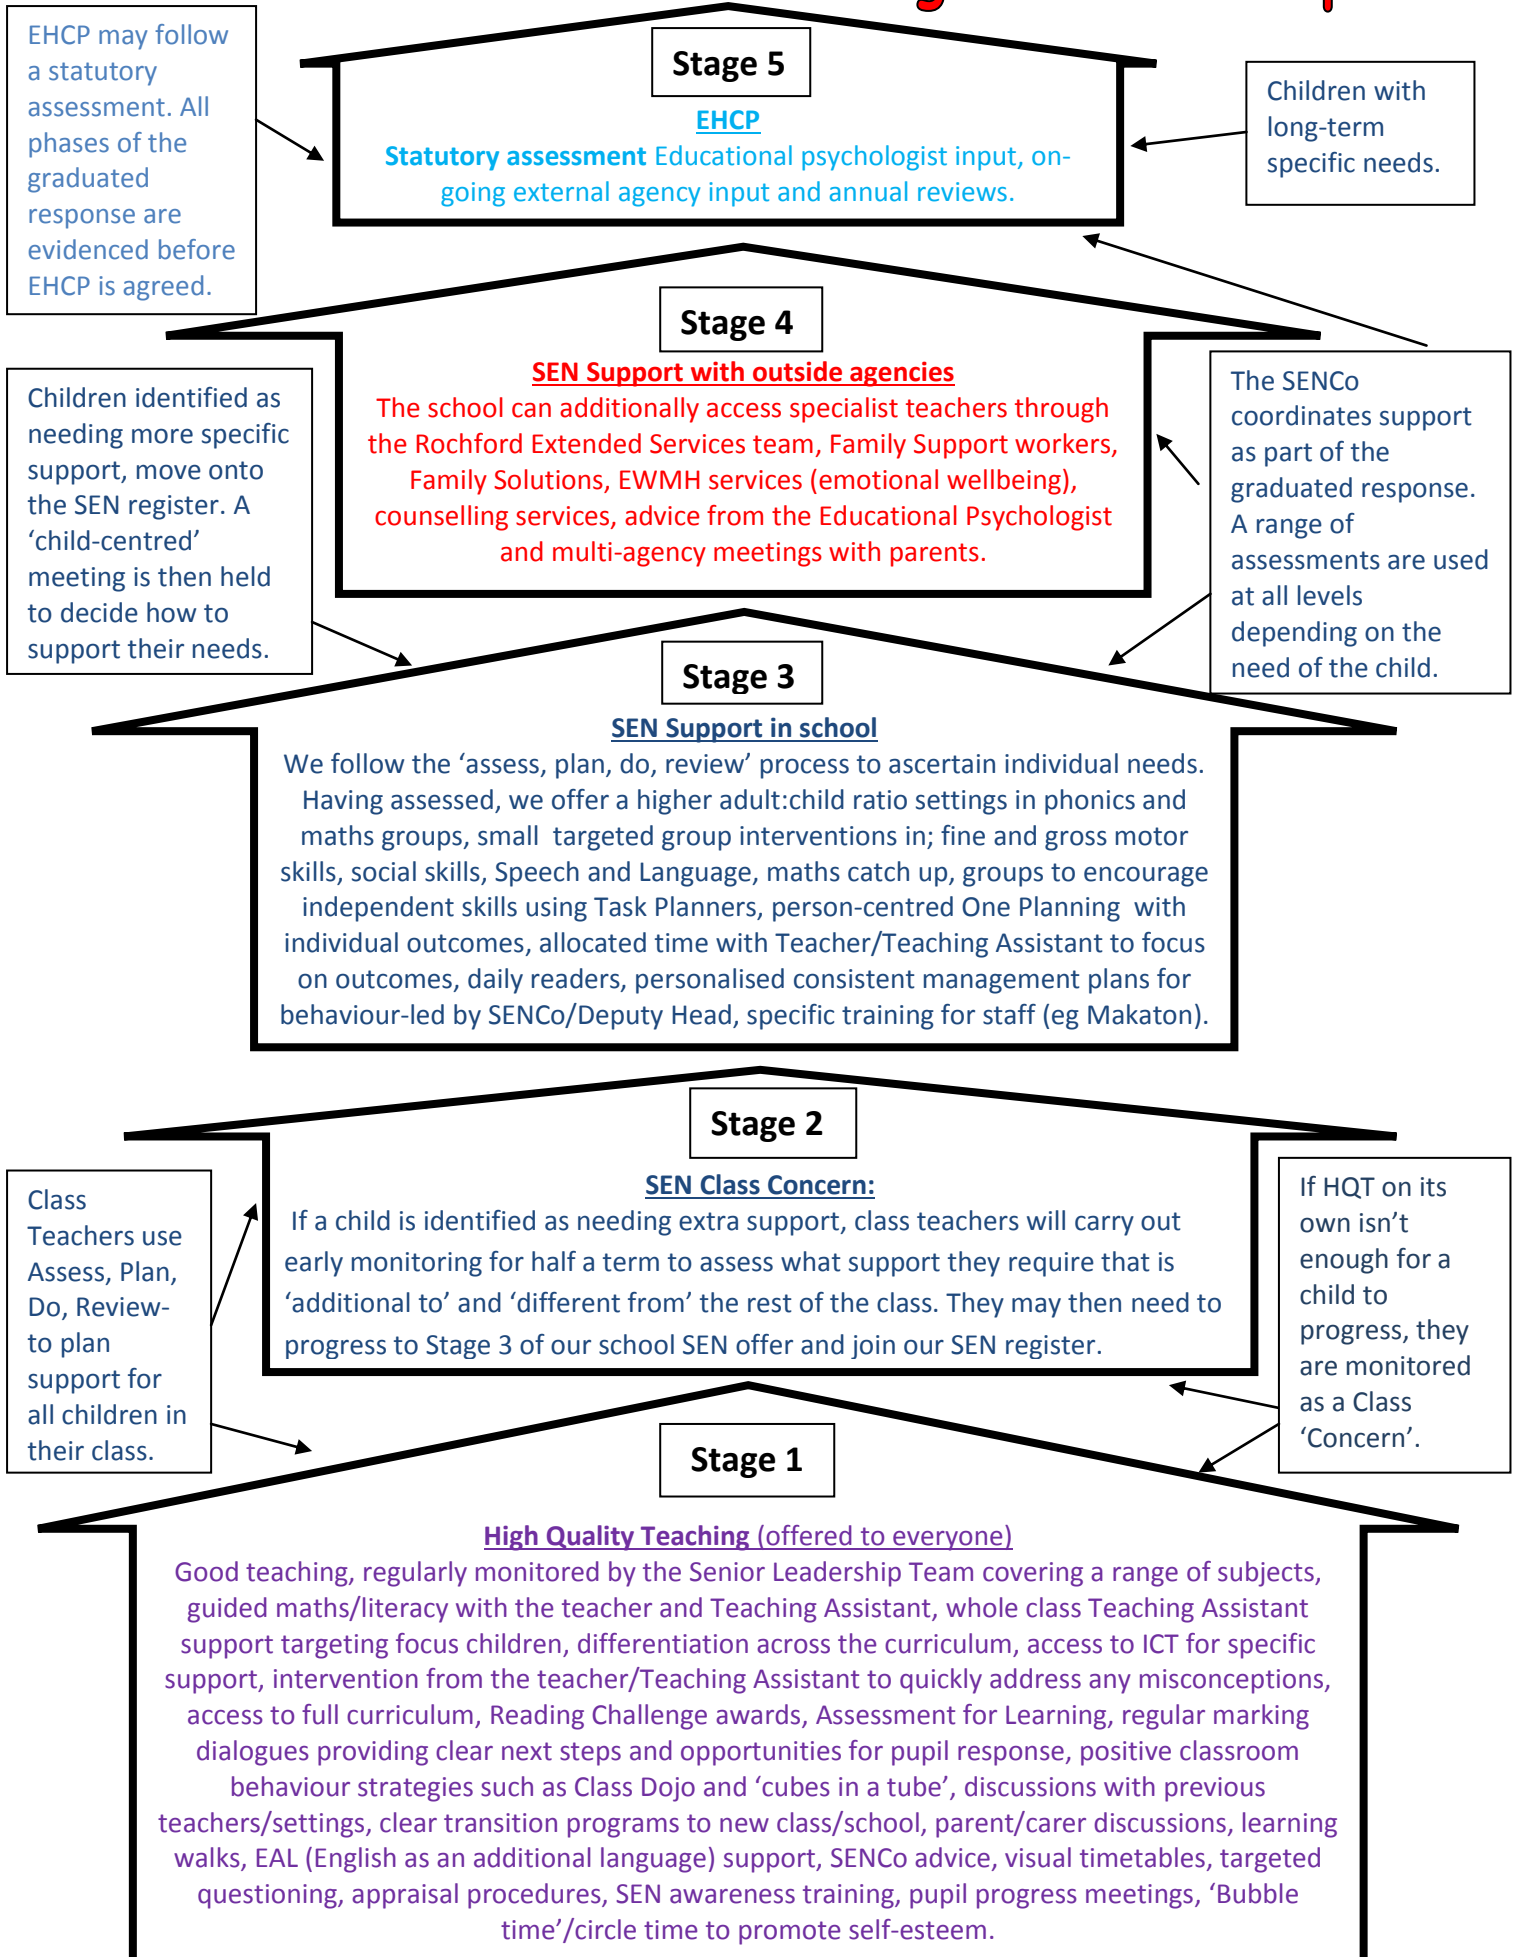 EHCP may follow
a statutory
assessment. All
phases of the
graduated
response are
evidenced before
EHCP is agreed.
Stage 5
EHCP
Statutory assessment Educational psychologist input, on-
going external agency input and annual reviews.
Children with
long-term
specific needs.
Stage 4
SEN Support with outside agencies
The school can additionally access specialist teachers through
the Rochford Extended Services team, Family Support workers,
Family Solutions, EWMH services (emotional wellbeing),
counselling services, advice from the Educational Psychologist
and multi-agency meetings with parents.
Children identified as
needing more specific
support, move onto
the SEN register. A
‘child-centred’
meeting is then held
to decide how to
support their needs.
The SENCo
coordinates support
as part of the
graduated response.
A range of
assessments are used
at all levels
depending on the
need of the child.
Stage 3
SEN Support in school
We follow the ‘assess, plan, do, review’ process to ascertain individual needs.
Having assessed, we offer a higher adult:child ratio settings in phonics and
maths groups, small targeted group interventions in; fine and gross motor
skills, social skills, Speech and Language, maths catch up, groups to encourage
independent skills using Task Planners, person-centred One Planning with
individual outcomes, allocated time with Teacher/Teaching Assistant to focus
on outcomes, daily readers, personalised consistent management plans for
behaviour-led by SENCo/Deputy Head, specific training for staff (eg Makaton).
Stage 2
SEN Class Concern:
If a child is identified as needing extra support, class teachers will carry out
early monitoring for half a term to assess what support they require that is
‘additional to’ and ‘different from’ the rest of the class. They may then need to
progress to Stage 3 of our school SEN offer and join our SEN register.
Class
Teachers use
Assess, Plan,
Do, Review-
to plan
support for
all children in
their class.
If HQT on its
own isn’t
enough for a
child to
progress, they
are monitored
as a Class
‘Concern’.
Stage 1
High Quality Teaching (offered to everyone)
Good teaching, regularly monitored by the Senior Leadership Team covering a range of subjects,
guided maths/literacy with the teacher and Teaching Assistant, whole class Teaching Assistant
support targeting focus children, differentiation across the curriculum, access to ICT for specific
support, intervention from the teacher/Teaching Assistant to quickly address any misconceptions,
access to full curriculum, Reading Challenge awards, Assessment for Learning, regular marking
dialogues providing clear next steps and opportunities for pupil response, positive classroom
behaviour strategies such as Class Dojo and ‘cubes in a tube’, discussions with previous
teachers/settings, clear transition programs to new class/school, parent/carer discussions, learning
walks, EAL (English as an additional language) support, SENCo advice, visual timetables, targeted
questioning, appraisal procedures, SEN awareness training, pupil progress meetings, ‘Bubble
time’/circle time to promote self-esteem.